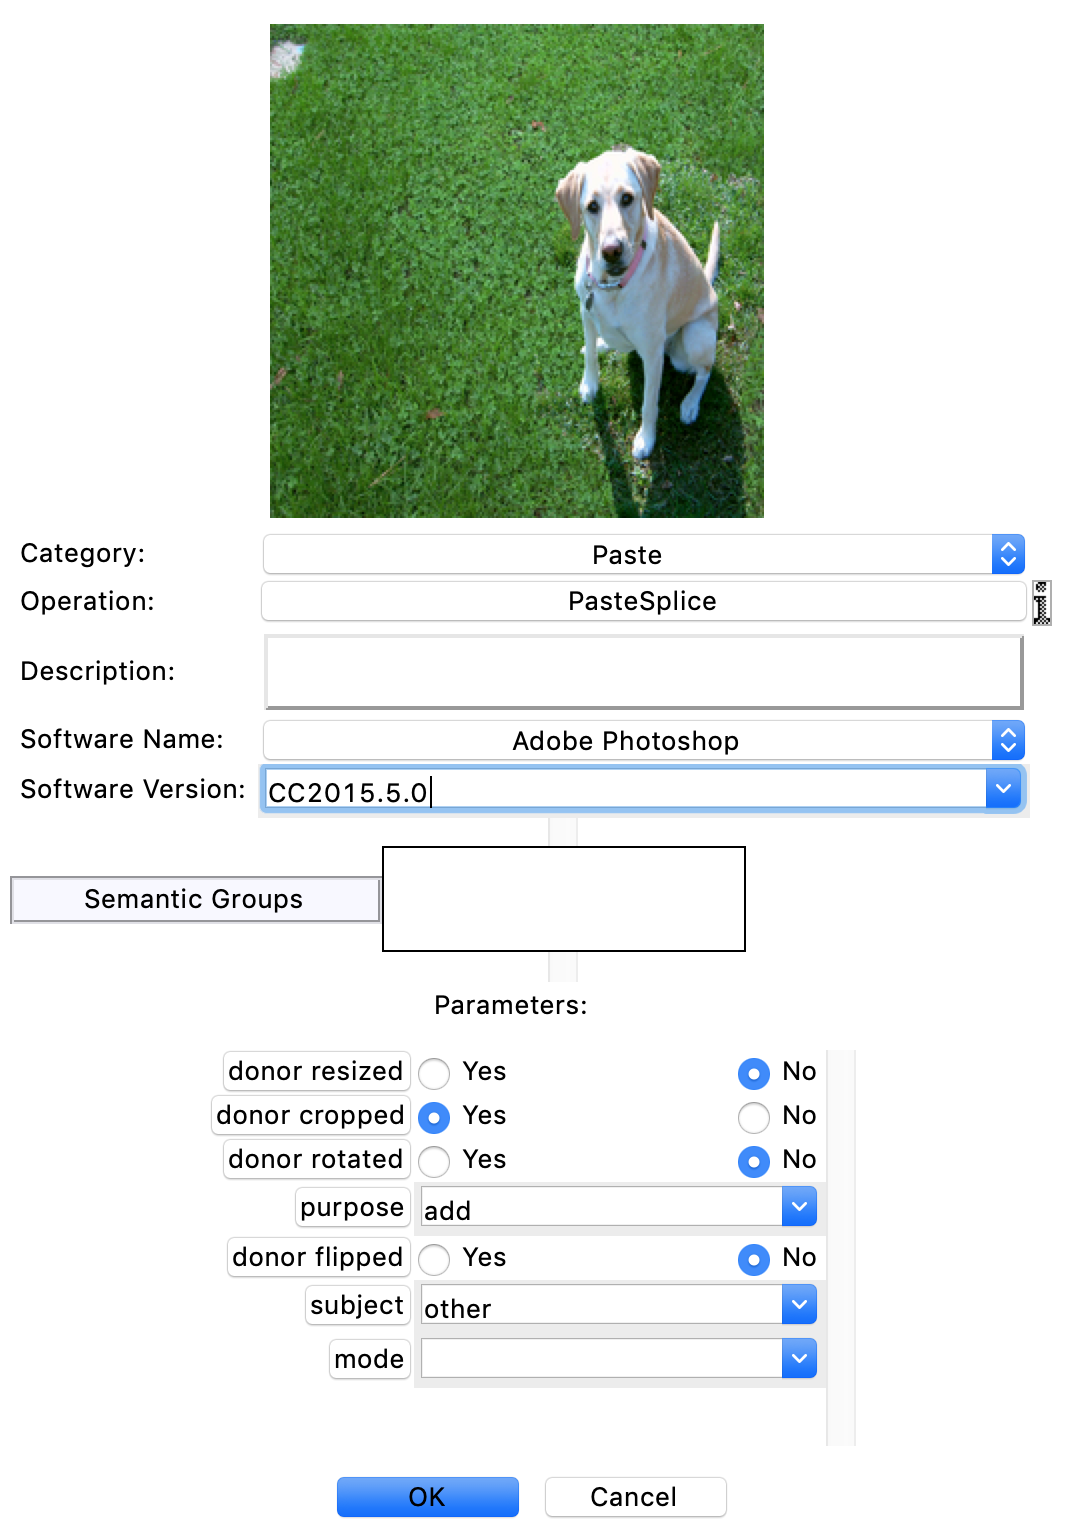 Category: Paste
Operation: PasteSplice i
Description:
Software Name: Adobe Photoshop
Software Version: CC2015.5.0
Semantic Groups
Parameters:
donor resized Yes No
donor cropped Yes No
donor rotated Yes No
purpose add
donor flipped Yes No
subject other
mode
OK Cancel